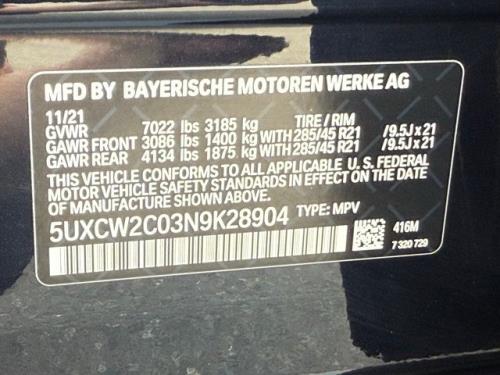 MFD BY BAYERISCHE MOTOREN WERKE AG
11/21 TIRE / RIM
GVWR 7022 lbs 3185 kg
GAWR FRONT 3086 lbs 1400 kg WITH 285/45 R21 /9.5J x 21
GAWR REAR 4134 lbs 1875 kg WITH 285/45 R21 /9.5J x 21
THIS VEHICLE CONFORMS TO ALL APPLICABLE U. S. FEDERAL
MOTOR VEHICLE SAFETY STANDARDS IN EFFECT ON THE DATE
OF MANUFACTURE SHOWN ABOVE.
5UXCW2C03N9K28904 TYPE: MPV
416M
7 320 729